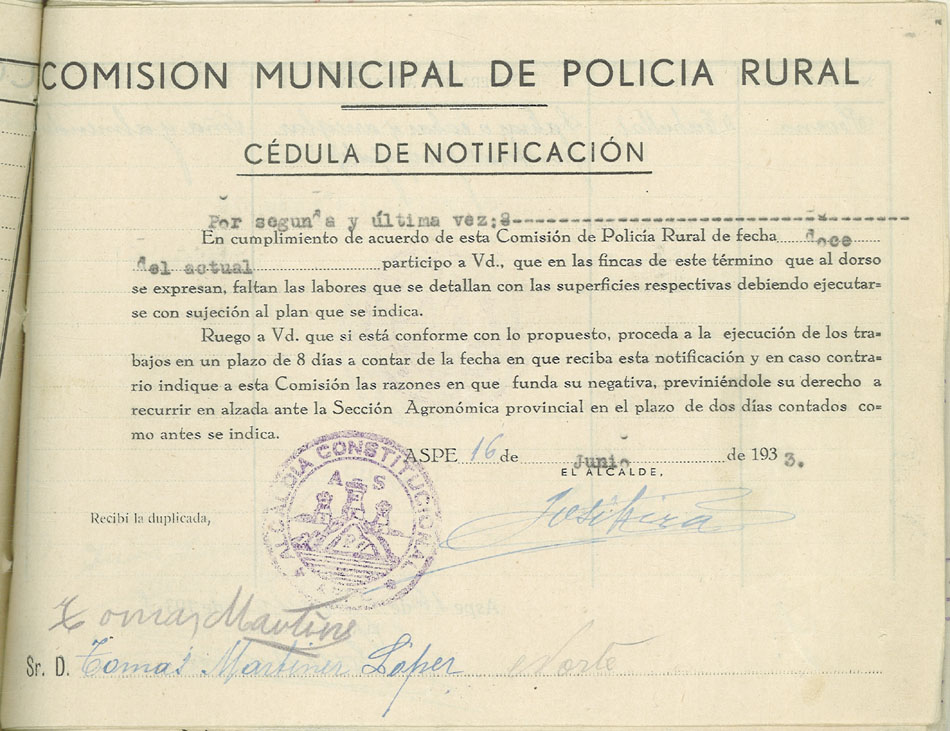 COMISION MUNICIPAL DE POLICIA RURAL
CÉDULA DE NOTIFICACIÓN
Por segunda y última vez:
En cumplimiento de acuerdo de esta Comisión de Policía Rural de fecha doce
del actual participo a Vd., que en las fincas de este término que al dorso
se expresan, faltan las labores que se detallan con las superficies respectivas debiendo ejecutar=
se con sujeción al plan que se indica.
Ruego a Vd. que si está conforme con lo propuesto, proceda a la ejecución de los tra=
bajos en un plazo de 8 días a contar de la fecha en que reciba esta notificación y en caso contra=
rio indique a esta Comisión las razones en que funda su negativa, previniéndole su derecho a
recurrir en alzada ante la Sección Agronómica provincial en el plazo de dos días contados co=
mo antes se indica.
ASPE 16 de Junio de 1933.
EL ALCALDE,
ALCALDIA CONSTITUCIONAL
A S
ASPE
Recibí la duplicada,
Tomas Martine
Sr. D. Tomás Martinez López Norte